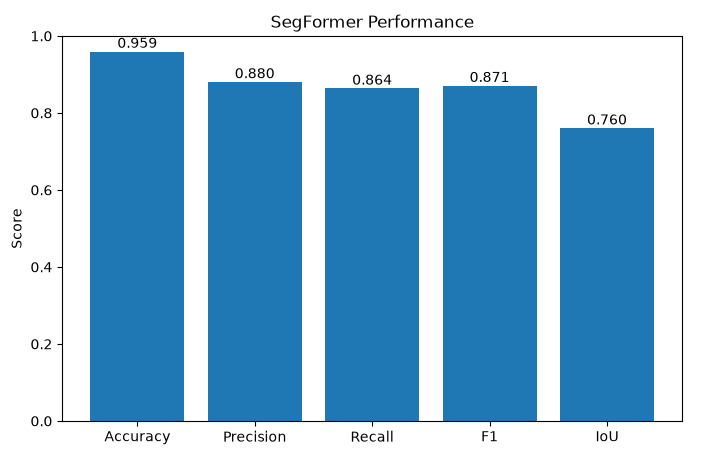 SegFormer Performance
1.0
0.8
0.6
0.4
0.2
0.0
Score
0.959
0.880
0.864
0.871
0.760
Accuracy
Precision
Recall
F1
IoU